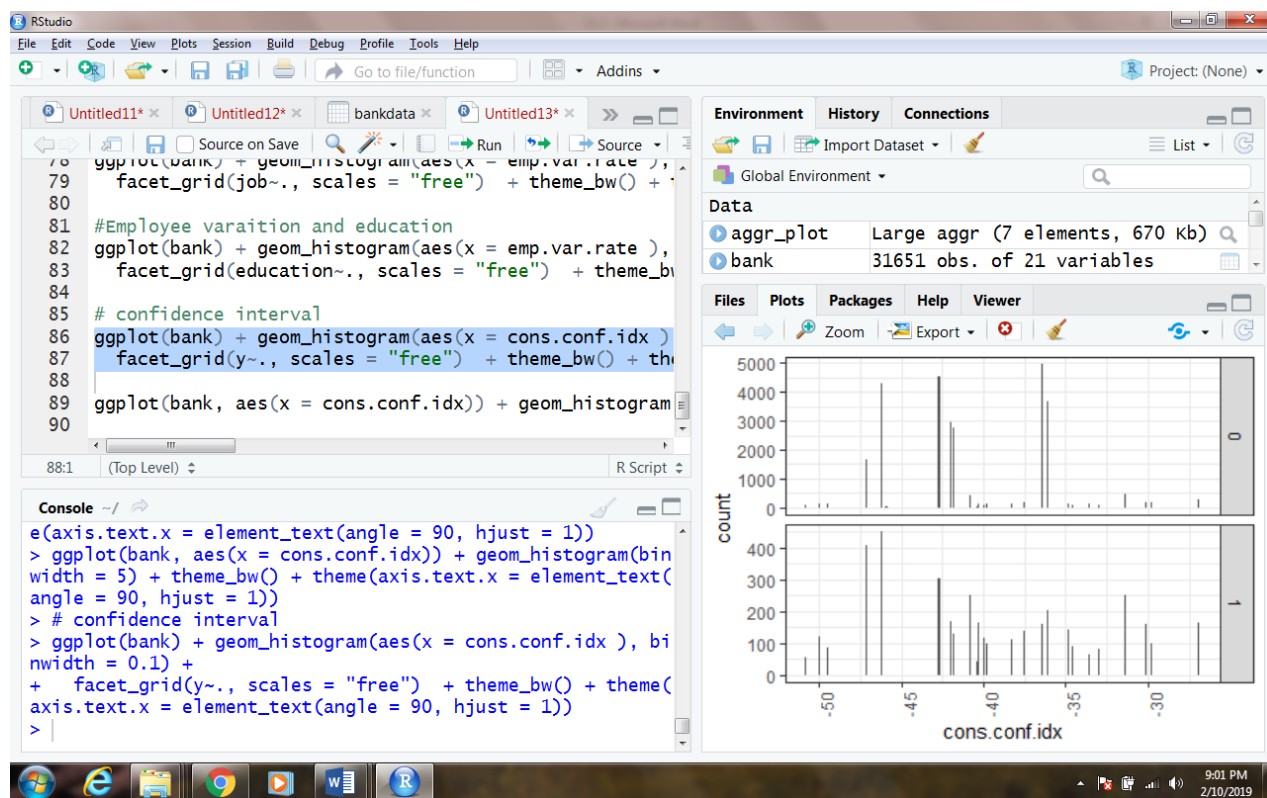 RStudio
File Edit Code View Plots Session Build Debug Profile Tools Help
Go to file/function Addins Project: (None)
Untitled11* Untitled12* bankdata Untitled13*
Source on Save Run Source
78 ggplot(bank) + geom_histogram(aes(x = emp.var.rate ),
79 facet_grid(job~., scales = "free") + theme_bw() +
80
81 #Employee varaition and education
82 ggplot(bank) + geom_histogram(aes(x = emp.var.rate ),
83 facet_grid(education~., scales = "free") + theme_b
84
85 # confidence interval
86 ggplot(bank) + geom_histogram(aes(x = cons.conf.idx )
87 facet_grid(y~., scales = "free") + theme_bw() + the
88
89 ggplot(bank, aes(x = cons.conf.idx)) + geom_histogram
90
88:1 (Top Level) R Script
Console ~/
e(axis.text.x = element_text(angle = 90, hjust = 1))
> ggplot(bank, aes(x = cons.conf.idx)) + geom_histogram(bin
width = 5) + theme_bw() + theme(axis.text.x = element_text(
angle = 90, hjust = 1))
> # confidence interval
> ggplot(bank) + geom_histogram(aes(x = cons.conf.idx ), bi
nwidth = 0.1) +
+ facet_grid(y~., scales = "free") + theme_bw() + theme(
axis.text.x = element_text(angle = 90, hjust = 1))
>
Environment History Connections
Import Dataset List
Global Environment
Data
aggr_plot Large aggr (7 elements, 670 Kb)
bank 31651 obs. of 21 variables
Files Plots Packages Help Viewer
Zoom Export
5000
4000
3000
2000
1000
0
0
count
400
300
200
100
0
1
-50 -45 -40 -35 -30
cons.conf.idx
9:01 PM
2/10/2019